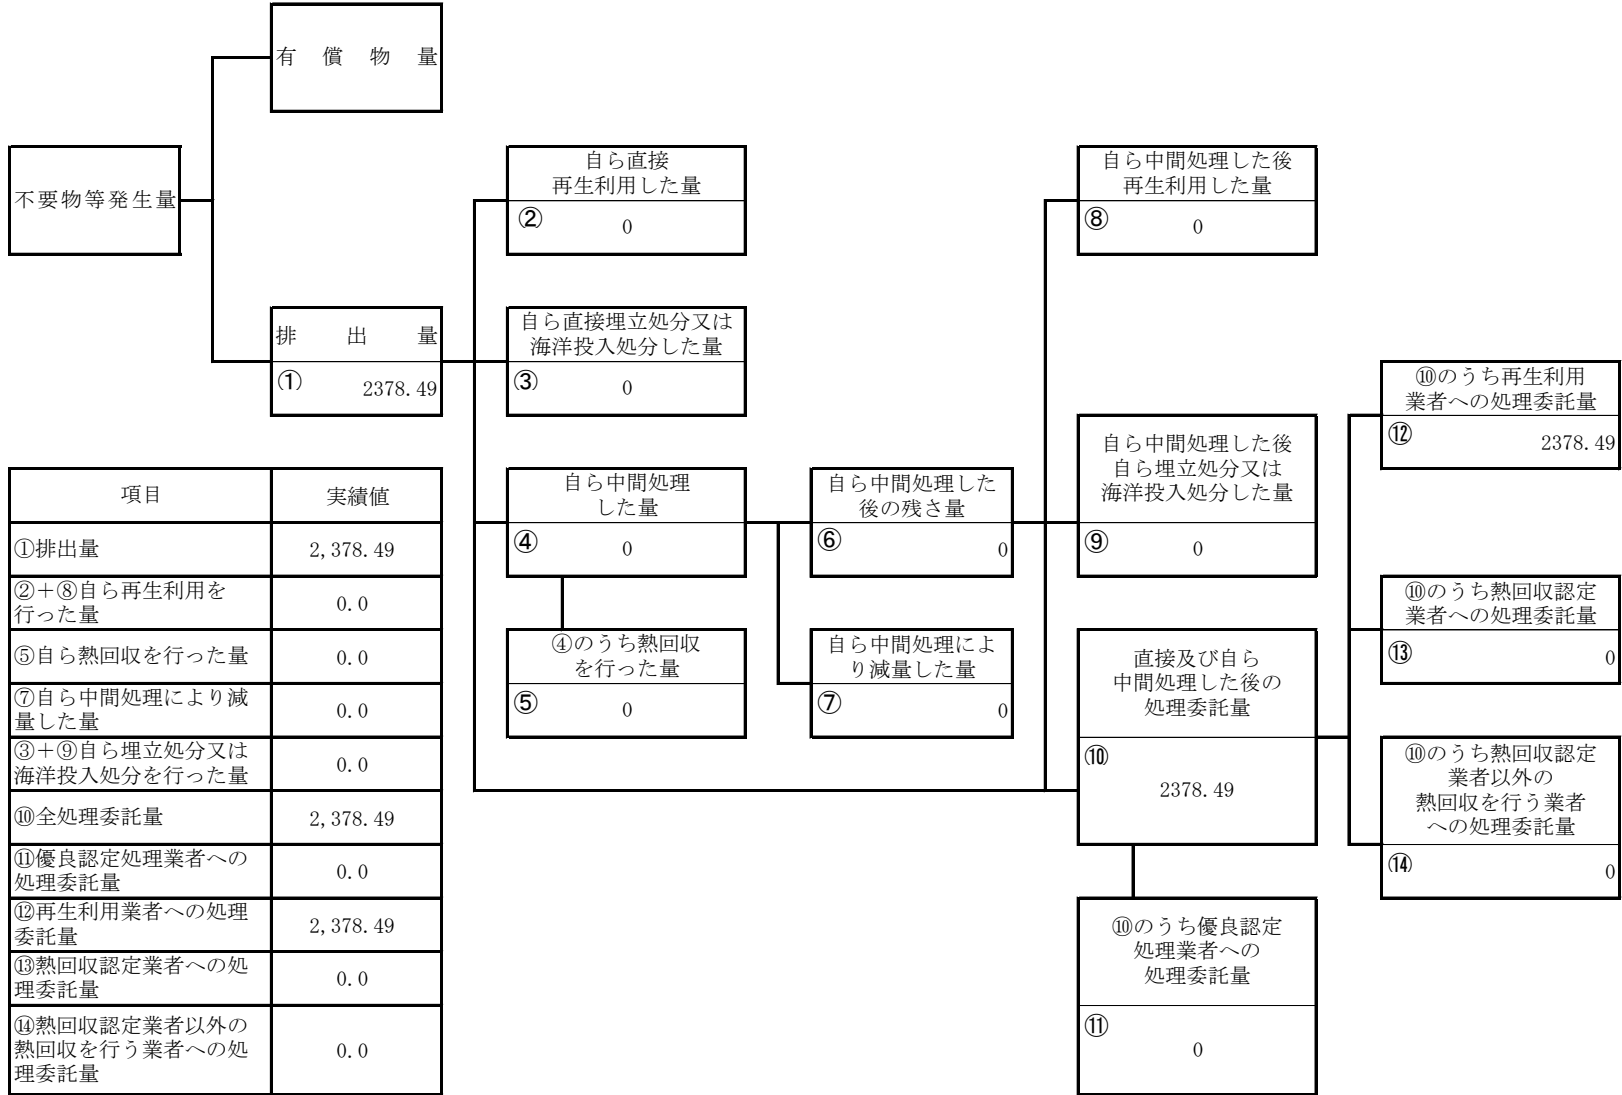 有償物量
不要物等発生量
排出量
① 2378.49
自ら直接
再生利用した量
② 0
自ら直接埋立処分又は
海洋投入処分した量
③ 0
自ら中間処理
した量
④ 0
④のうち熱回収
を行った量
⑤ 0
自ら中間処理した
後の残さ量
⑥ 0
自ら中間処理によ
り減量した量
⑦ 0
自ら中間処理した後
再生利用した量
⑧ 0
自ら中間処理した後
自ら埋立処分又は
海洋投入処分した量
⑨ 0
直接及び自ら
中間処理した後の
処理委託量
⑩
2378.49
⑩のうち優良認定
処理業者への
処理委託量
⑪
0
⑩のうち再生利用
業者への処理委託量
⑫ 2378.49
⑩のうち熱回収認定
業者への処理委託量
⑬ 0
⑩のうち熱回収認定
業者以外の
熱回収を行う業者
への処理委託量
⑭ 0
項目 実績値
①排出量 2,378.49
②+⑧自ら再生利用を
行った量 0.0
⑤自ら熱回収を行った量 0.0
⑦自ら中間処理により減
量した量 0.0
③+⑨自ら埋立処分又は
海洋投入処分を行った量 0.0
⑩全処理委託量 2,378.49
⑪優良認定処理業者への
処理委託量 0.0
⑫再生利用業者への処理
委託量 2,378.49
⑬熱回収認定業者への処
理委託量 0.0
⑭熱回収認定業者以外の
熱回収を行う業者への処
理委託量 0.0